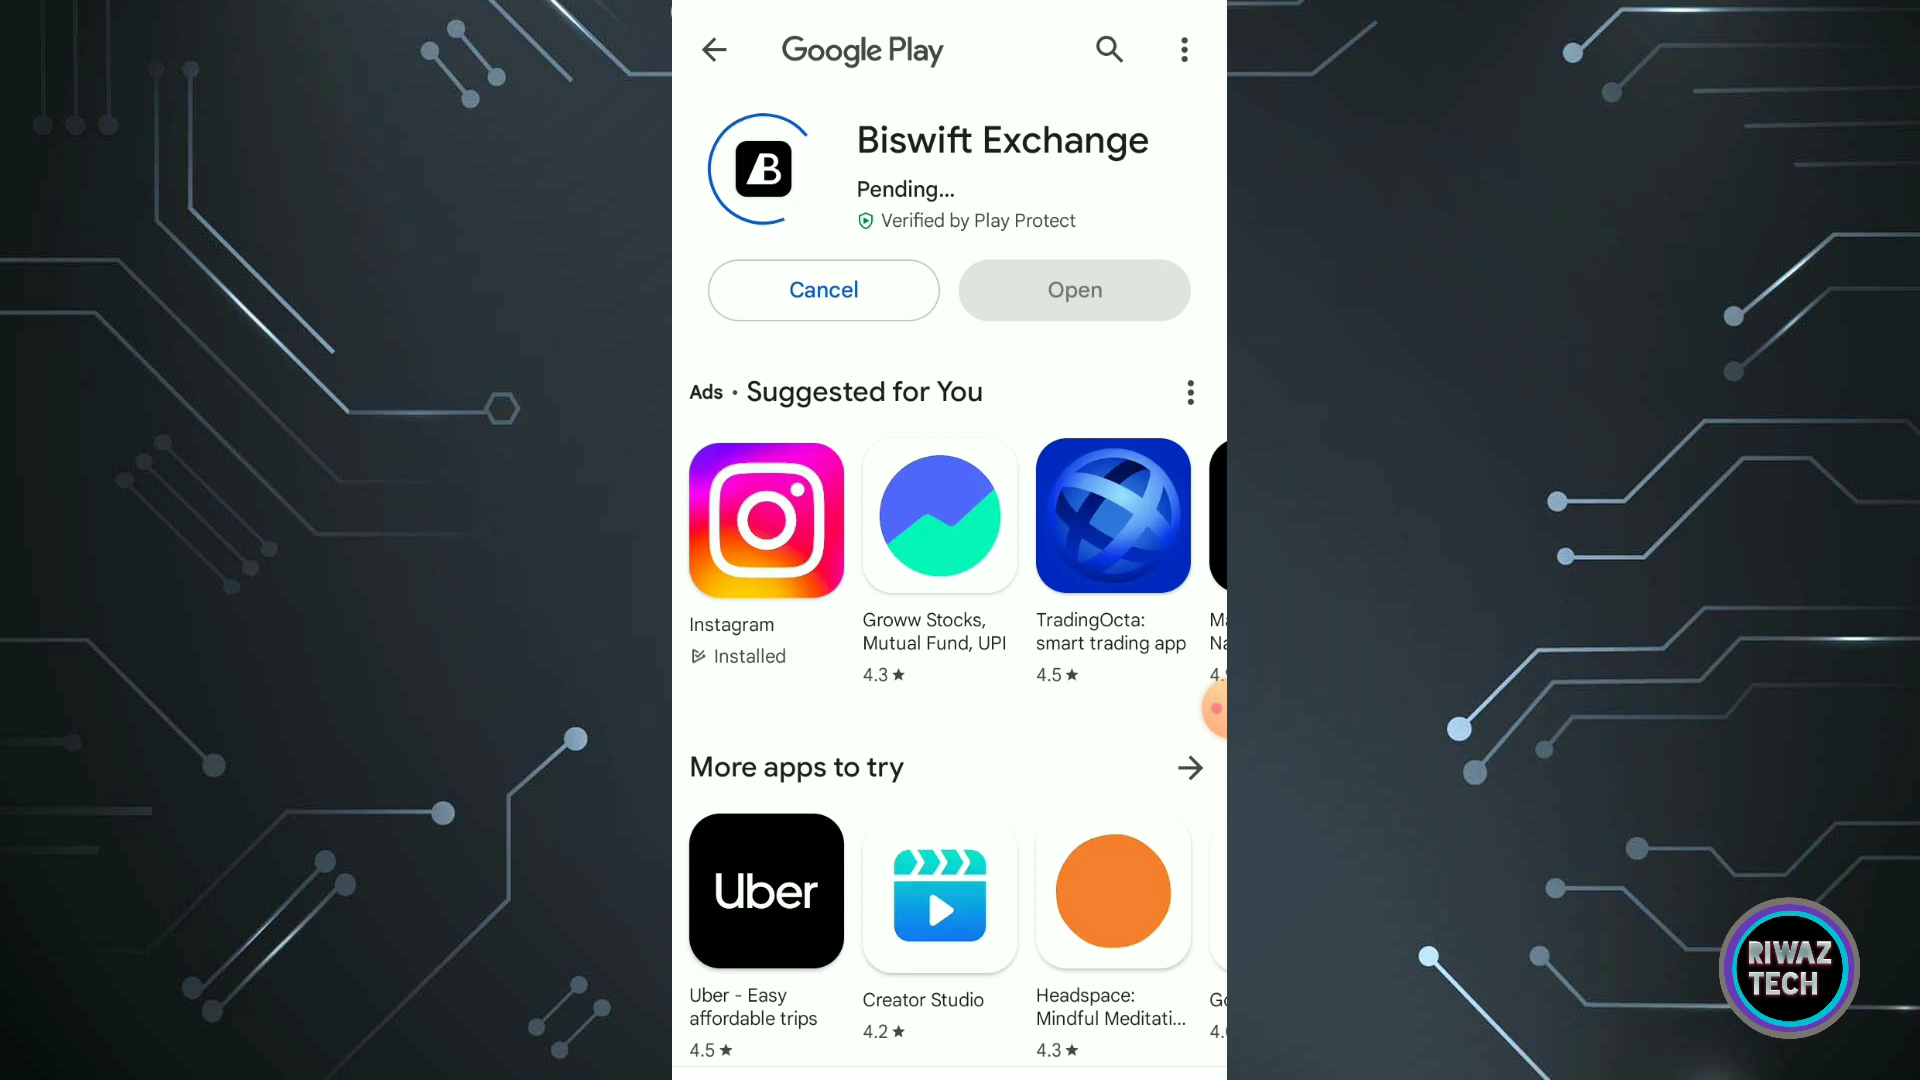 Google Play
Biswift Exchange
Pending...
Verified by Play Protect
Cancel
Open
Ads • Suggested for You
Instagram
Installed
Groww Stocks,
Mutual Fund, UPI
4.3 ★
TradingOcta:
smart trading app
4.5 ★
More apps to try
Uber
Uber - Easy
affordable trips
4.5 ★
Creator Studio
4.2 ★
Headspace:
Mindful Meditati...
4.3 ★
RIWAZ
TECH